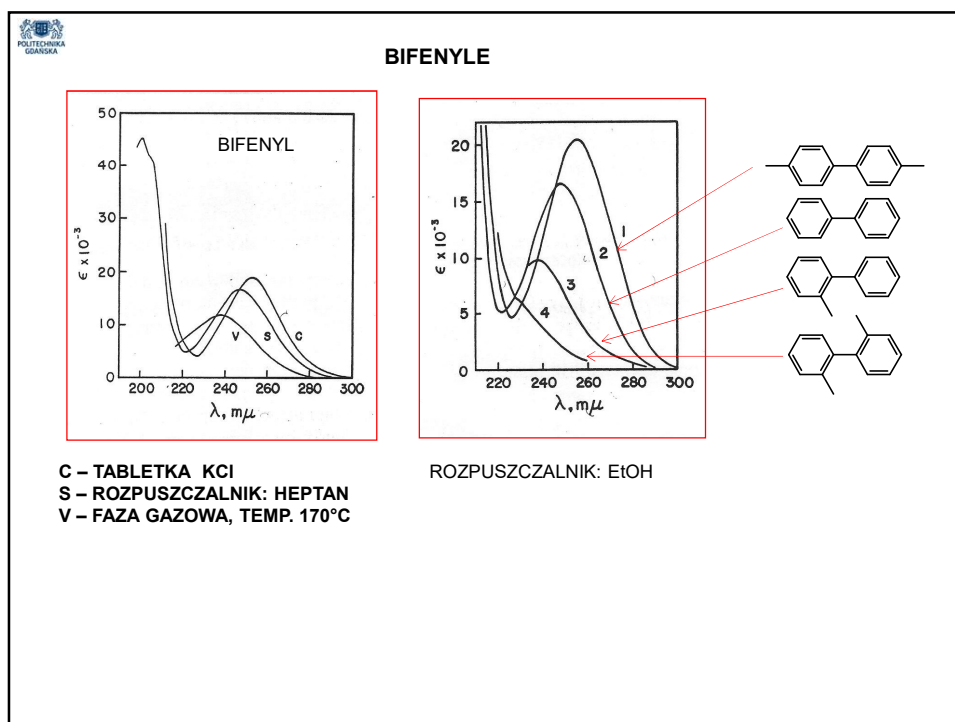 POLITECHNIKA
GDAŃSKA
BIFENYLE
BIFENYL
50
40
30
20
10
0
ϵ x10⁻³
V
S
C
200 220 240 260 280 300
λ, mμ
20
15
10
5
0
ϵ x10⁻³
1
2
3
4
220 240 260 280 300
λ, mμ
C – TABLETKA KCl
S – ROZPUSZCZALNIK: HEPTAN
V – FAZA GAZOWA, TEMP. 170°C
ROZPUSZCZALNIK: EtOH